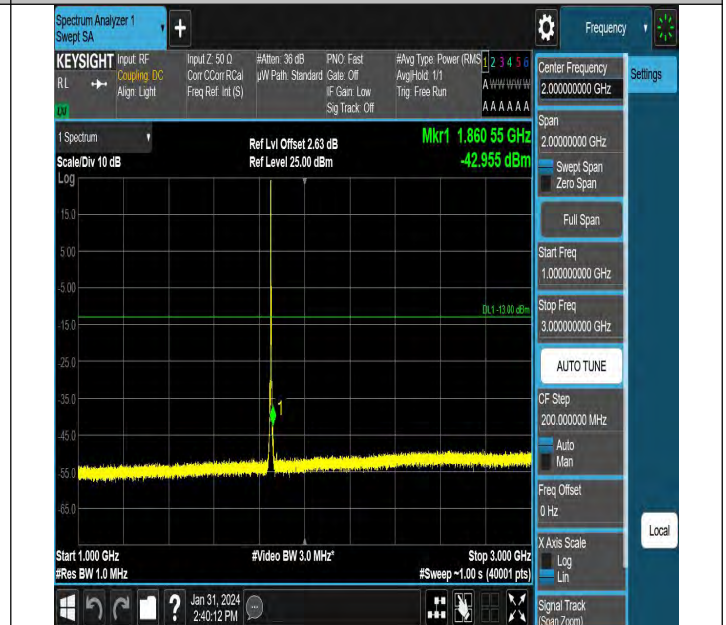 Spectrum Analyzer 1
Swept SA
+
Frequency
KEYSIGHT
RL
Input: RF
Coupling: DC
Align: Light
Input Z: 50 Ω
Corr CCorr RCal
Freq Ref: Int (S)
#Atten: 36 dB
µW Path: Standard
PNO: Fast
Gate: Off
IF Gain: Low
Sig Track: Off
#Avg Type: Power (RMS
Avg|Hold: 1/1
Trig: Free Run
1 2 3 4 5 6
A W W W W W
A A A A A A
1 Spectrum
Scale/Div 10 dB
Log
Ref Lvl Offset 2.63 dB
Ref Level 25.00 dBm
Mkr1 1.860 55 GHz
-42.955 dBm
15.0
5.00
-5.00
-15.0
-25.0
-35.0
-45.0
-55.0
-65.0
DL1 -13.00 dBm
1
Start 1.000 GHz
#Res BW 1.0 MHz
#Video BW 3.0 MHz*
Stop 3.000 GHz
#Sweep ~1.00 s (40001 pts)
Center Frequency
2.000000000 GHz
Settings
Span
2.00000000 GHz
Swept Span
Zero Span
Full Span
Start Freq
1.000000000 GHz
Stop Freq
3.000000000 GHz
AUTO TUNE
CF Step
200.000000 MHz
Auto
Man
Freq Offset
0 Hz
X Axis Scale
Log
Lin
Local
Signal Track
(Span Zoom)
?
Jan 31, 2024
2:40:12 PM